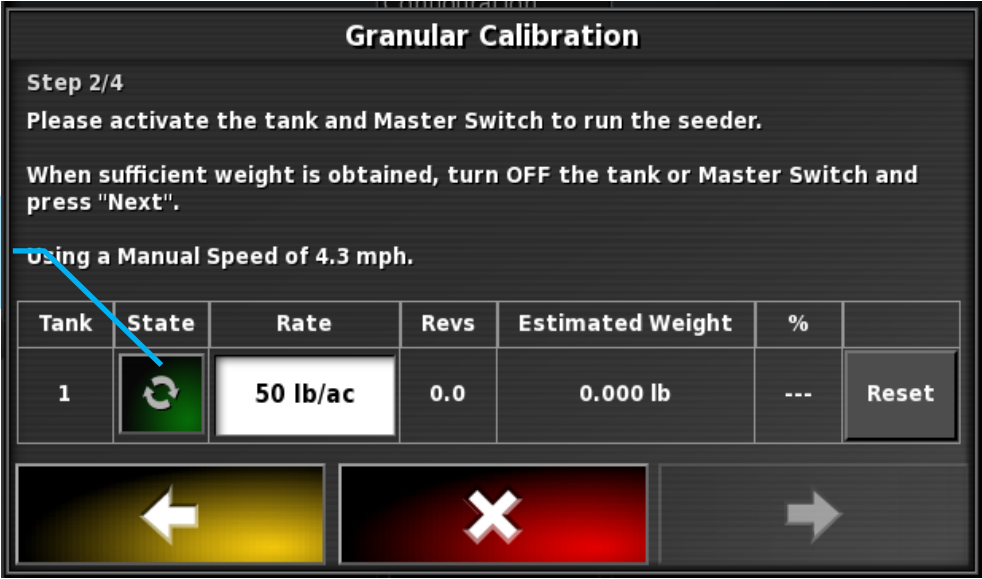 Configuration
Granular Calibration
Step 2/4
Please activate the tank and Master Switch to run the seeder.
When sufficient weight is obtained, turn OFF the tank or Master Switch and
press "Next".
Using a Manual Speed of 4.3 mph.
Tank State Rate Revs Estimated Weight %
1 50 lb/ac 0.0 0.000 lb --- Reset